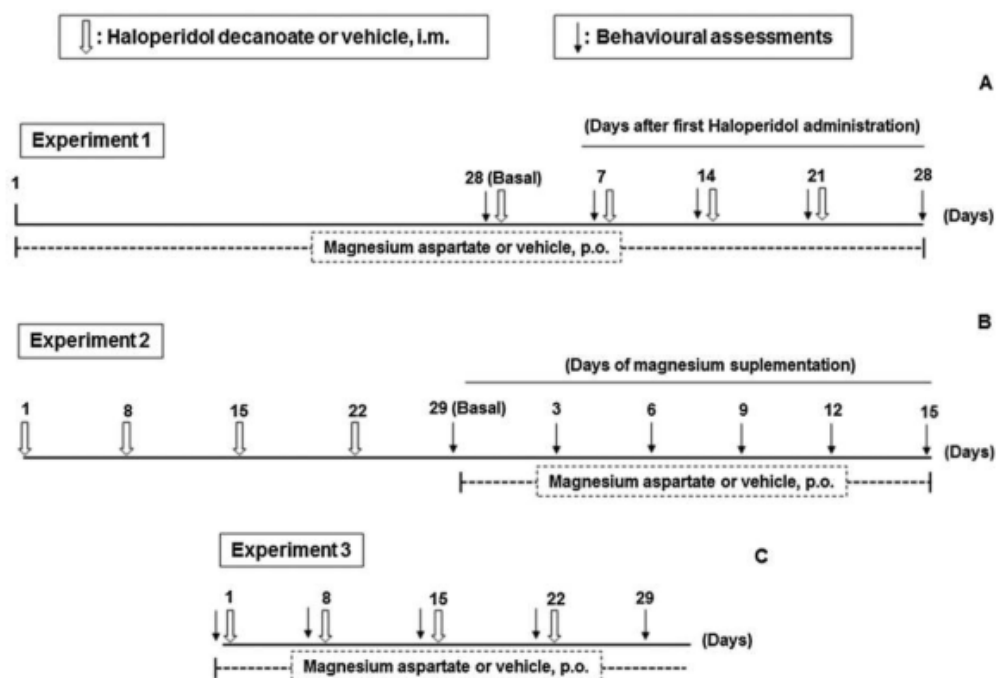 : Haloperidol decanoate or vehicle, i.m.
: Behavioural assessments
A
Experiment 1
(Days after first Haloperidol administration)
1
28 (Basal)
7
14
21
28
(Days)
Magnesium aspartate or vehicle, p.o.
B
Experiment 2
(Days of magnesium suplementation)
1
8
15
22
29 (Basal)
3
6
9
12
15
(Days)
Magnesium aspartate or vehicle, p.o.
Experiment 3
C
1
8
15
22
29
(Days)
Magnesium aspartate or vehicle, p.o.